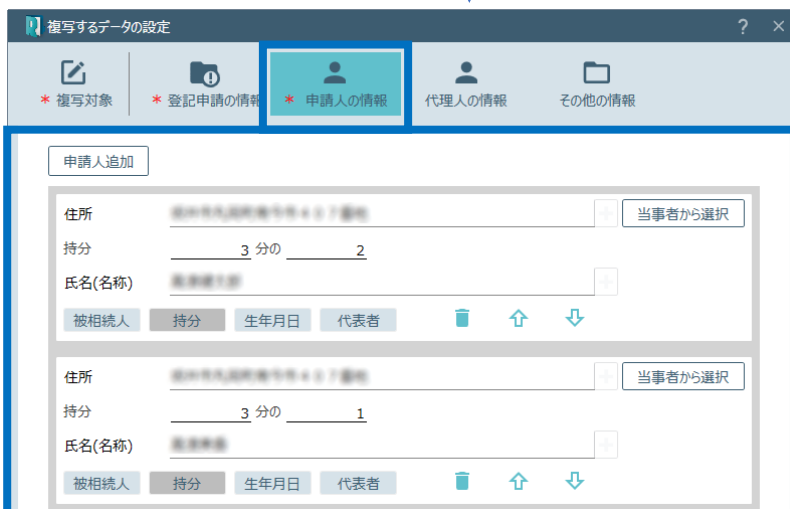 複写するデータの設定 ? ×
* 複写対象 * 登記申請の情報 * 申請人の情報 代理人の情報 その他の情報
申請人追加
住所 + 当事者から選択
持分 3 分の 2
氏名(名称) +
被相続人 持分 生年月日 代表者
住所 + 当事者から選択
持分 3 分の 1
氏名(名称) +
被相続人 持分 生年月日 代表者